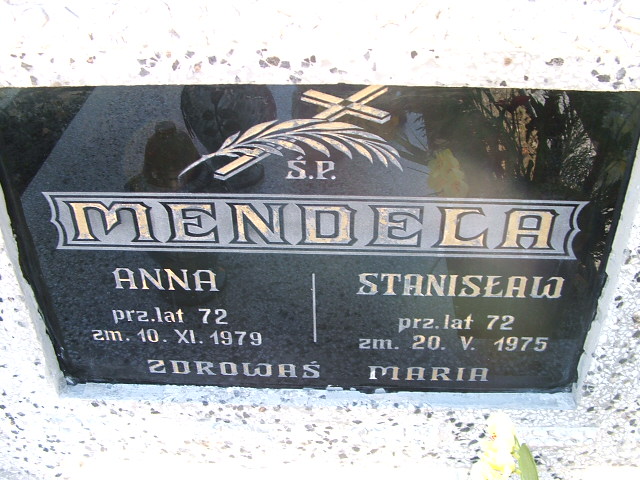 Ś.P.
MENDELA
ANNA
prz.lat 72
zm. 10. XI. 1979
STANISŁAW
prz.lat 72
zm. 20. V. 1975
ZDROWAŚ MARIA